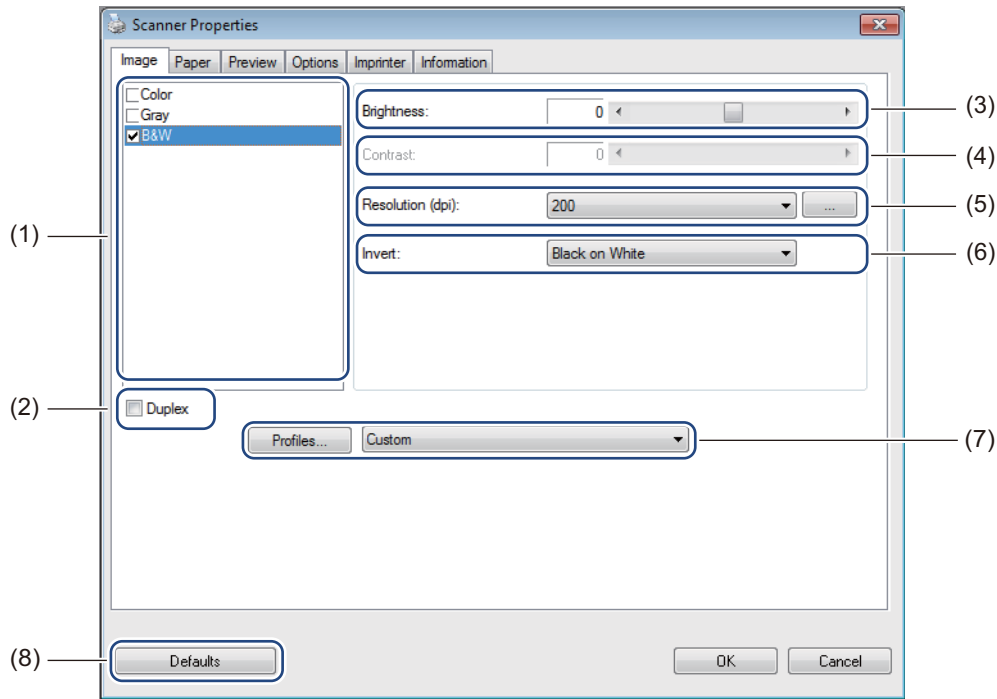 Scanner Properties
Image Paper Preview Options Imprinter Information
Color
Gray
B&W
Brightness: 0
(3)
Contrast: 0
(4)
Resolution (dpi): 200 ...
(5)
(1)
Invert: Black on White
(6)
(2)
Duplex
Profiles... Custom
(7)
(8)
Defaults OK Cancel